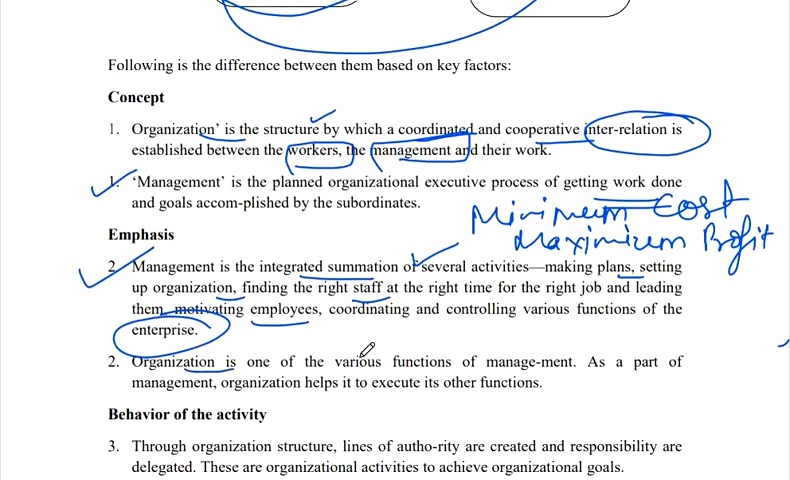 Following is the difference between them based on key factors:
Concept
1. Organization’ is the structure by which a coordinated and cooperative inter-relation is
established between the workers, the management and their work.
1. ‘Management’ is the planned organizational executive process of getting work done
and goals accom-plished by the subordinates.
Minimum Cost
Maximium Profit
Emphasis
2. Management is the integrated summation of several activities—making plans, setting
up organization, finding the right staff at the right time for the right job and leading
them, motivating employees, coordinating and controlling various functions of the
enterprise.
2. Organization is one of the various functions of manage-ment. As a part of
management, organization helps it to execute its other functions.
Behavior of the activity
3. Through organization structure, lines of autho-rity are created and responsibility are
delegated. These are organizational activities to achieve organizational goals.